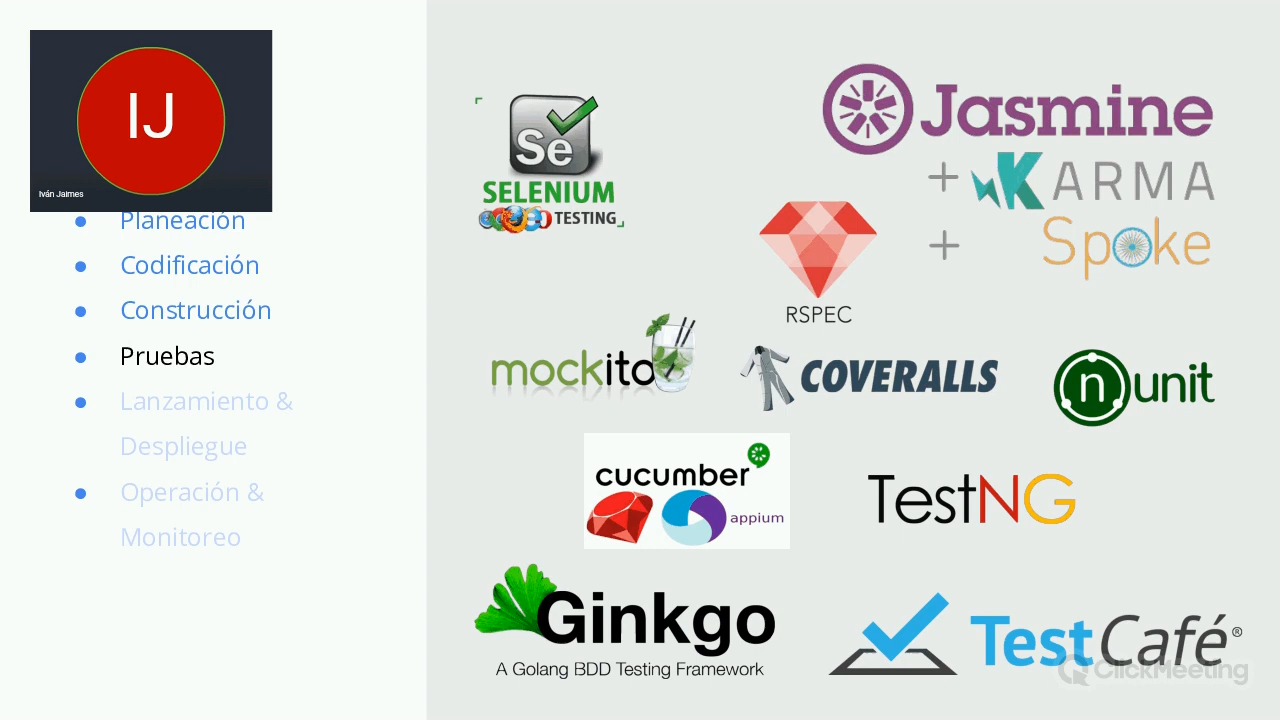 IJ
Iván Jaimes
Planeación
Codificación
Construcción
Pruebas
Lanzamiento &
Despliegue
Operación &
Monitoreo
Se
SELENIUM
TESTING
Jasmine
+ KARMA
+ Spoke
RSPEC
mockito
COVERALLS
nunit
cucumber
appium
TestNG
Ginkgo
A Golang BDD Testing Framework
TestCafé®
ClickMeeting